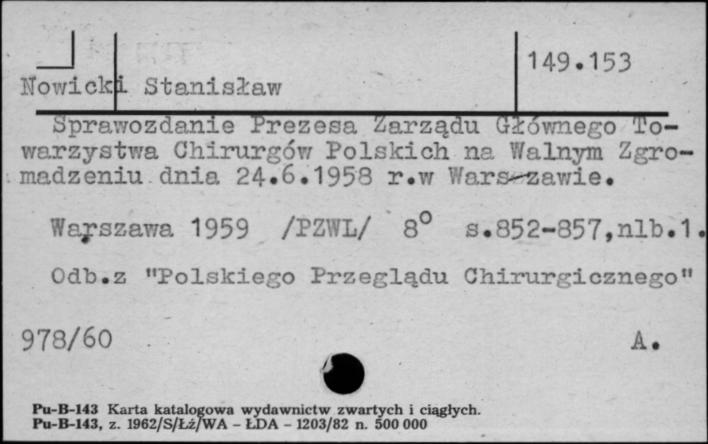 149.153
Nowicki Stanisław
Sprawozdanie Prezesa Zarządu Głównego To-
warzystwa Chirurgów Polskich na Walnym Zgro-
madzeniu dnia 24.6.1958 r.w Warszawie.
Warszawa 1959 /PZWL/ 8° s.852-857,nlb.1.
Odb.z "Polskiego Przeglądu Chirurgicznego"
978/60 A.
Pu-B-143 Karta katalogowa wydawnictw zwartych i ciągłych.
Pu-B-143, z. 1962/S/Łż/WA - ŁDA - 1203/82 n. 500 000